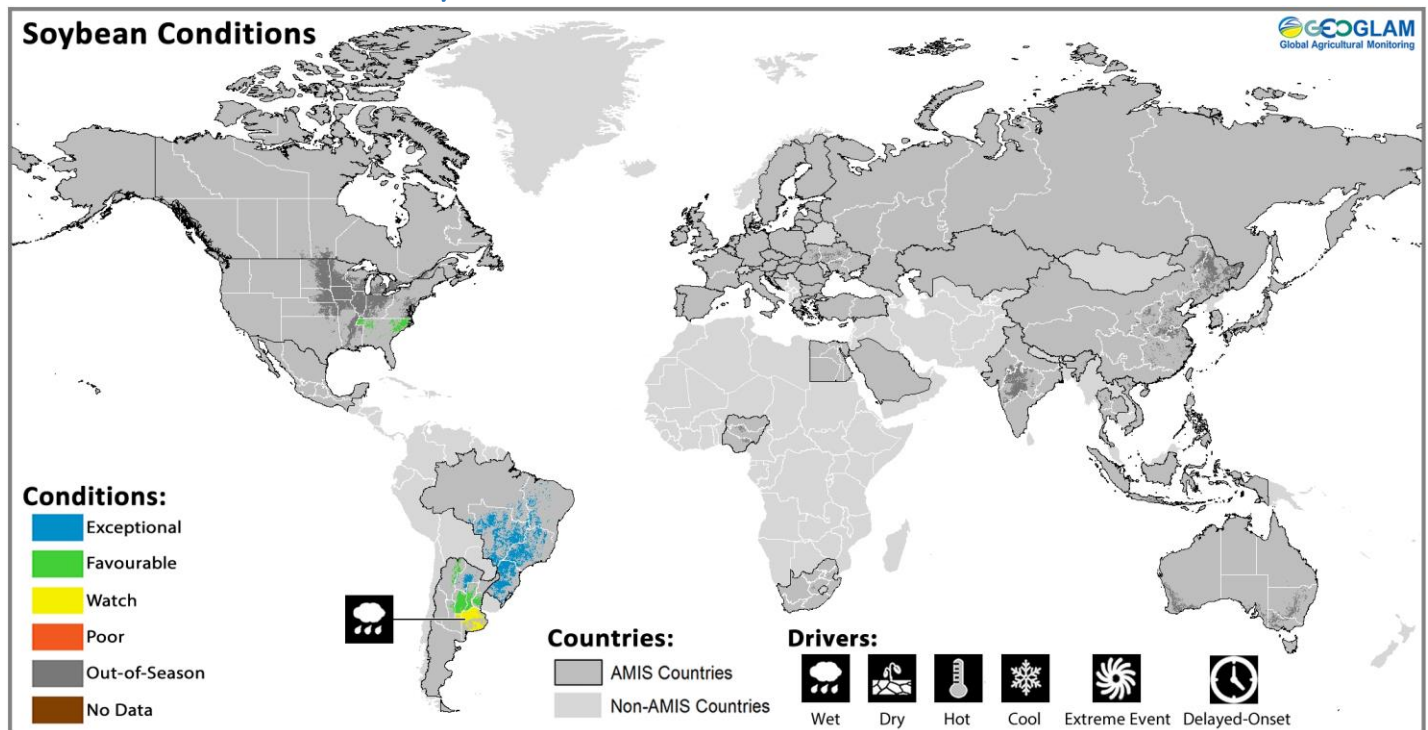 Soybean Conditions
GEOGLAM
Global Agricultural Monitoring
Conditions:
Exceptional
Favourable
Watch
Poor
Out-of-Season
No Data
Countries:
AMIS Countries
Non-AMIS Countries
Drivers:
Wet
Dry
Hot
Cool
Extreme Event
Delayed-Onset